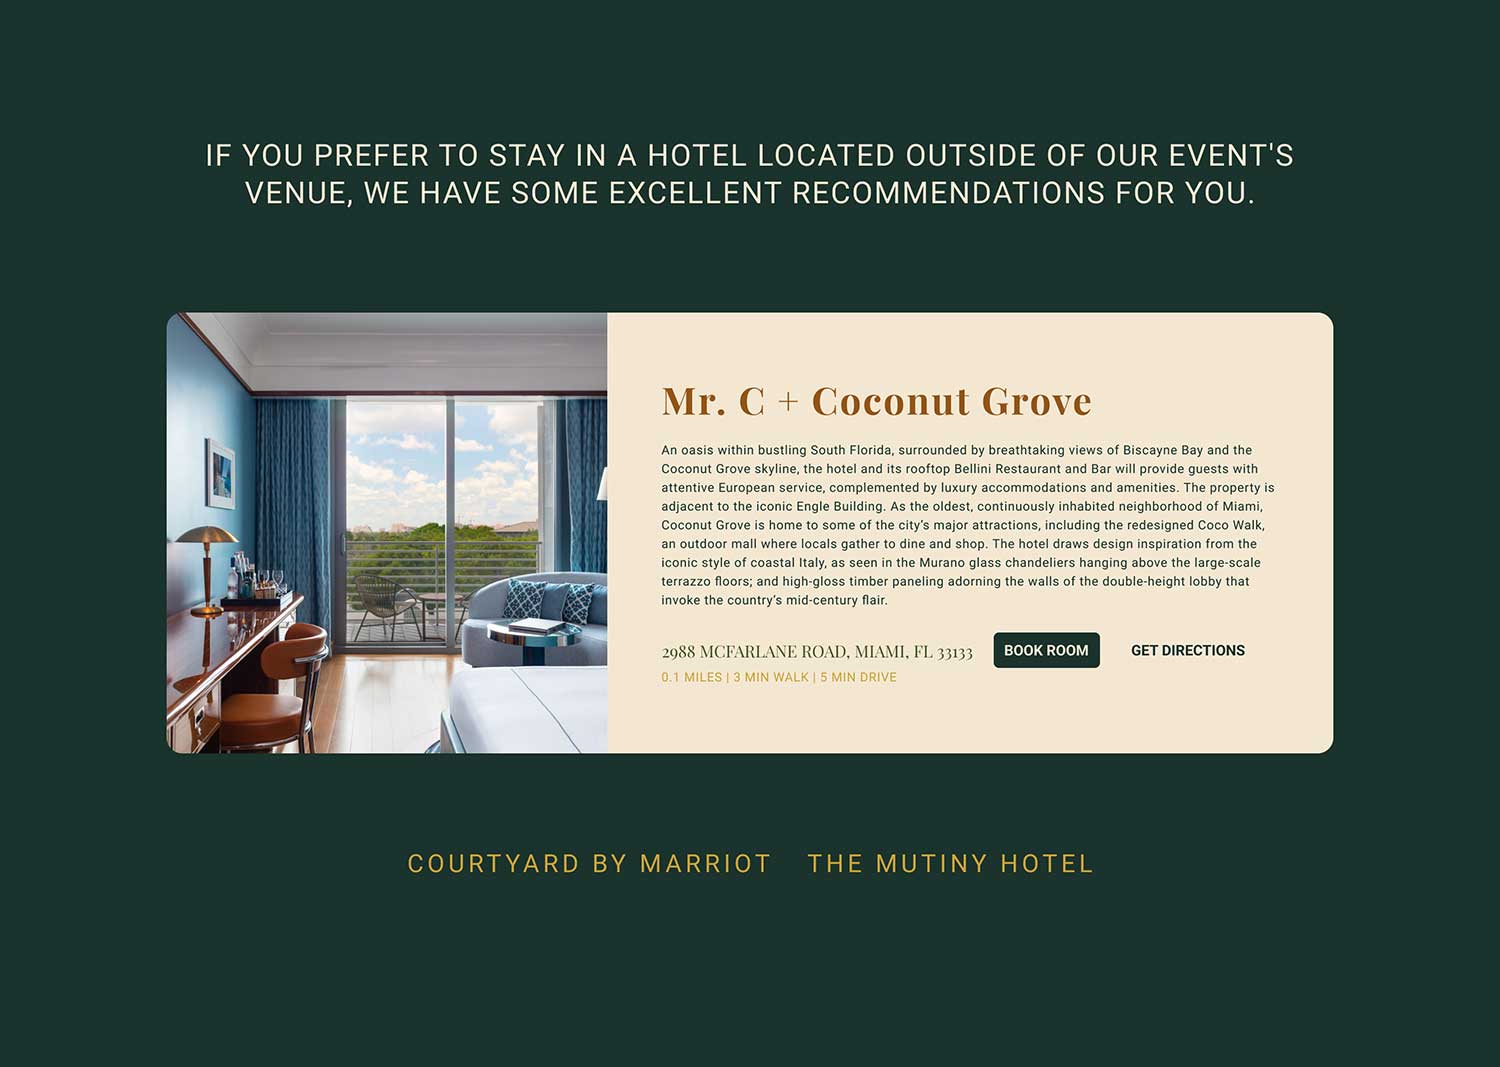 IF YOU PREFER TO STAY IN A HOTEL LOCATED OUTSIDE OF OUR EVENT'S
VENUE, WE HAVE SOME EXCELLENT RECOMMENDATIONS FOR YOU.
Mr. C + Coconut Grove
An oasis within bustling South Florida, surrounded by breathtaking views of Biscayne Bay and the
Coconut Grove skyline, the hotel and its rooftop Bellini Restaurant and Bar will provide guests with
attentive European service, complemented by luxury accommodations and amenities. The property is
adjacent to the iconic Engle Building. As the oldest, continuously inhabited neighborhood of Miami,
Coconut Grove is home to some of the city’s major attractions, including the redesigned Coco Walk,
an outdoor mall where locals gather to dine and shop. The hotel draws design inspiration from the
iconic style of coastal Italy, as seen in the Murano glass chandeliers hanging above the large-scale
terrazzo floors; and high-gloss timber paneling adorning the walls of the double-height lobby that
invoke the country’s mid-century flair.
2988 MCFARLANE ROAD, MIAMI, FL 33133
BOOK ROOM
GET DIRECTIONS
0.1 MILES | 3 MIN WALK | 5 MIN DRIVE
COURTYARD BY MARRIOT
THE MUTINY HOTEL